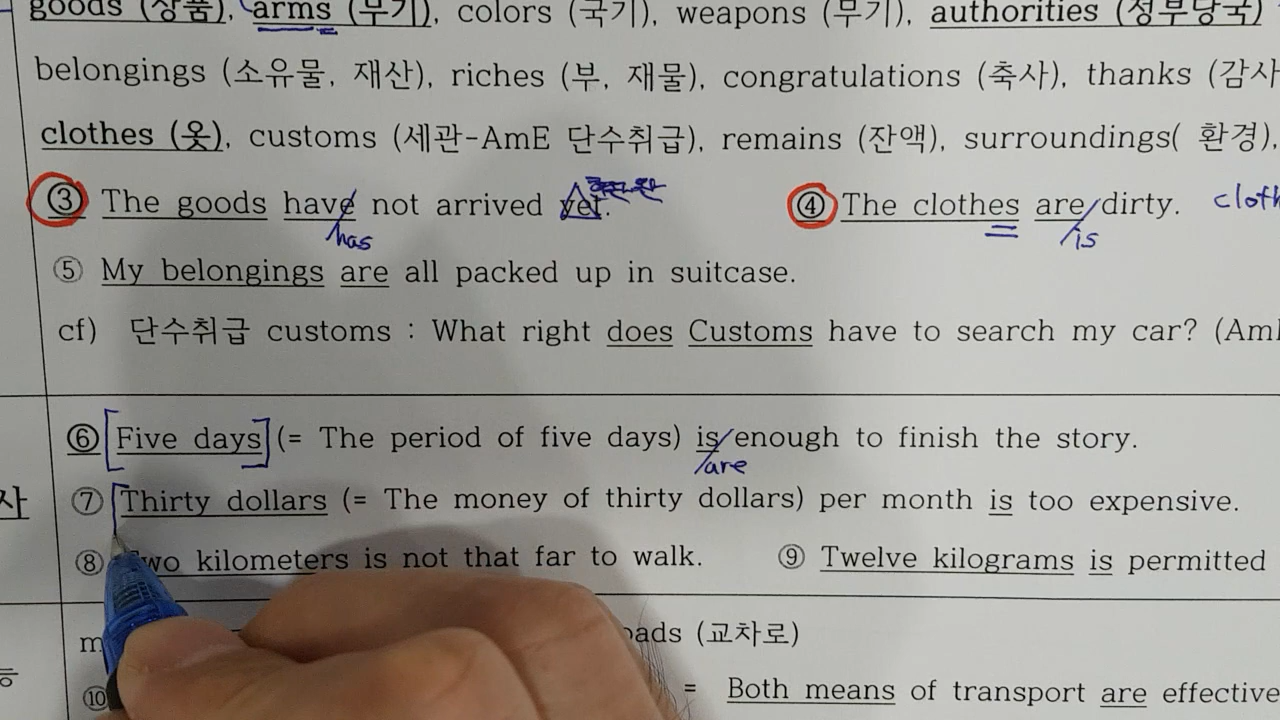 goods (상품), arms (무기), colors (국기), weapons (무기), authorities (정부당국)
belongings (소유물, 재산), riches (부, 재물), congratulations (축사), thanks (감사
clothes (옷), customs (세관-AmE 단수취급), remains (잔액), surroundings( 환경),
③ The goods have not arrived yet. ④ The clothes are dirty. cloth
has is
⑤ My belongings are all packed up in suitcase.
cf) 단수취급 customs : What right does Customs have to search my car? (Am
⑥ Five days (= The period of five days) is enough to finish the story.
are
사 ⑦ Thirty dollars (= The money of thirty dollars) per month is too expensive.
⑧ Two kilometers is not that far to walk. ⑨ Twelve kilograms is permitted
m oads (교차로)
⑩ = Both means of transport are effective